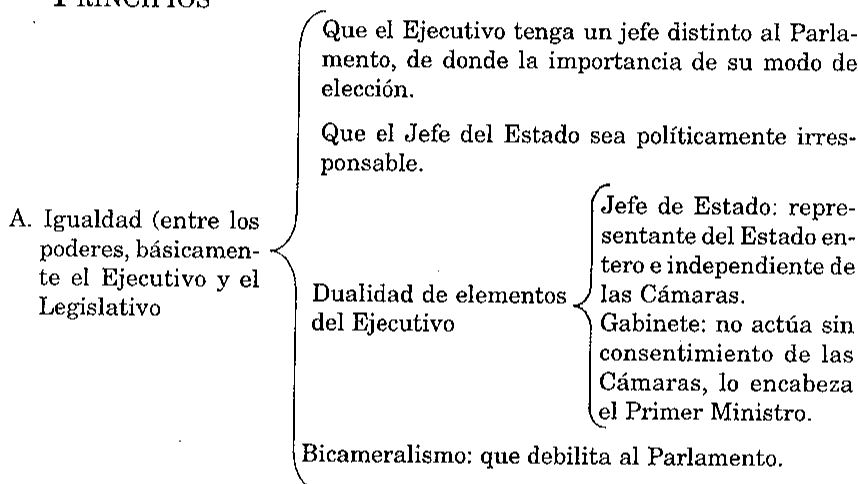 PRINCIPIOS
Que el Ejecutivo tenga un jefe distinto al Parla-
mento, de donde la importancia de su modo de
elección.
Que el Jefe del Estado sea políticamente irres-
ponsable.
A. Igualdad (entre los
poderes, básicamen-
te el Ejecutivo y el
Legislativo
Dualidad de elementos
del Ejecutivo
Jefe de Estado: repre-
sentante del Estado en-
tero e independiente de
las Cámaras.
Gabinete: no actúa sin
consentimiento de las
Cámaras, lo encabeza
el Primer Ministro.
Bicameralismo: que debilita al Parlamento.